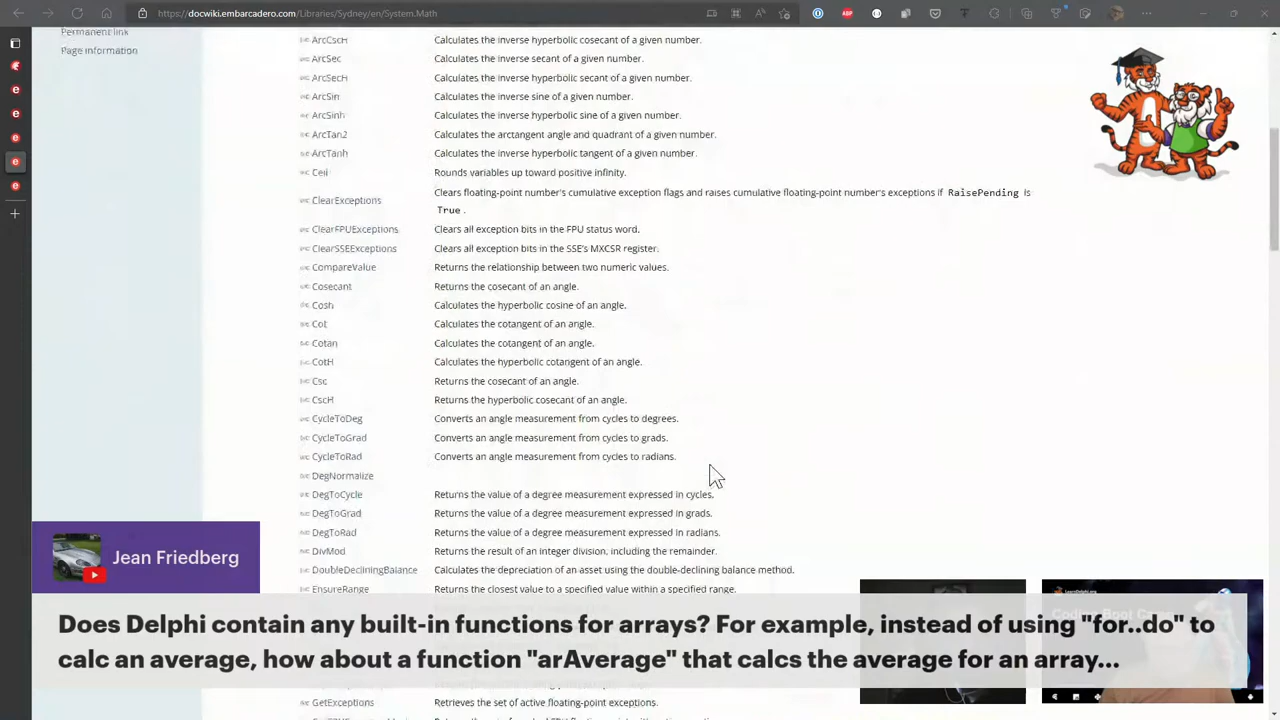 https://docwiki.embarcadero.com/Libraries/Sydney/en/System.Math
Permanent link
Page information
ArcCscH Calculates the inverse hyperbolic cosecant of a given number.
ArcSec Calculates the inverse secant of a given number.
ArcSecH Calculates the inverse hyperbolic secant of a given number.
ArcSin Calculates the inverse sine of a given number.
ArcSinh Calculates the inverse hyperbolic sine of a given number.
ArcTan2 Calculates the arctangent angle and quadrant of a given number.
ArcTanh Calculates the inverse hyperbolic tangent of a given number.
Ceil Rounds variables up toward positive infinity.
ClearExceptions Clears floating-point number's cumulative exception flags and raises cumulative floating-point number's exceptions if RaisePending is
True .
ClearFPUExceptions Clears all exception bits in the FPU status word.
ClearSSEExceptions Clears all exception bits in the SSE's MXCSR register.
CompareValue Returns the relationship between two numeric values.
Cosecant Returns the cosecant of an angle.
Cosh Calculates the hyperbolic cosine of an angle.
Cot Calculates the cotangent of an angle.
Cotan Calculates the cotangent of an angle.
CotH Calculates the hyperbolic cotangent of an angle.
Csc Returns the cosecant of an angle.
CscH Returns the hyperbolic cosecant of an angle.
CycleToDeg Converts an angle measurement from cycles to degrees.
CycleToGrad Converts an angle measurement from cycles to grads.
CycleToRad Converts an angle measurement from cycles to radians.
DegNormalize
DegToCycle Returns the value of a degree measurement expressed in cycles.
DegToGrad Returns the value of a degree measurement expressed in grads.
DegToRad Returns the value of a degree measurement expressed in radians.
DivMod Returns the result of an integer division, including the remainder.
DoubleDecliningBalance Calculates the depreciation of an asset using the double-declining balance method.
EnsureRange Returns the closest value to a specified value within a specified range.
Jean Friedberg
Does Delphi contain any built-in functions for arrays? For example, instead of using "for..do" to
calc an average, how about a function "arAverage" that calcs the average for an array...
GetExceptions Retrieves the set of active floating-point exceptions.